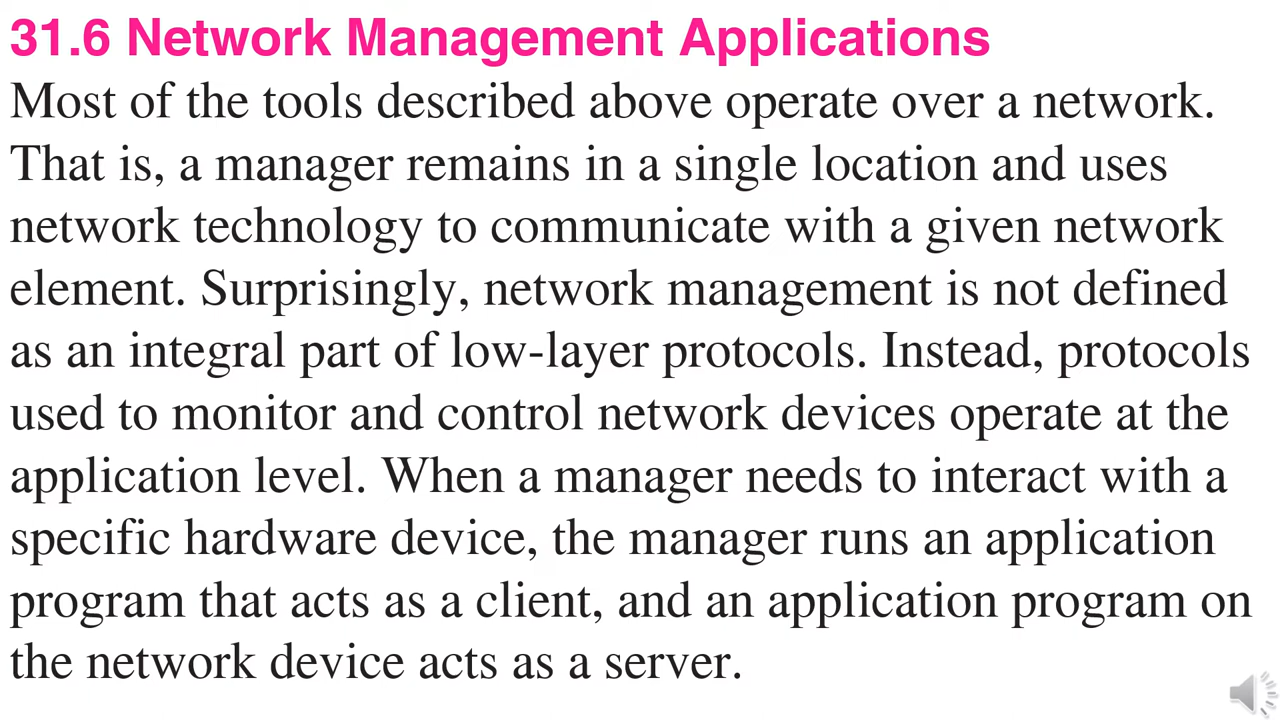 31.6 Network Management Applications
Most of the tools described above operate over a network.
That is, a manager remains in a single location and uses
network technology to communicate with a given network
element. Surprisingly, network management is not defined
as an integral part of low-layer protocols. Instead, protocols
used to monitor and control network devices operate at the
application level. When a manager needs to interact with a
specific hardware device, the manager runs an application
program that acts as a client, and an application program on
the network device acts as a server.